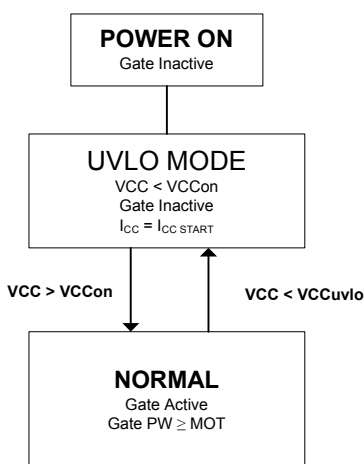 POWER ON
Gate Inactive
UVLO MODE
VCC < VCCon
Gate Inactive
ICC = ICC START
VCC > VCCon
VCC < VCCuvlo
NORMAL
Gate Active
Gate PW ≥ MOT